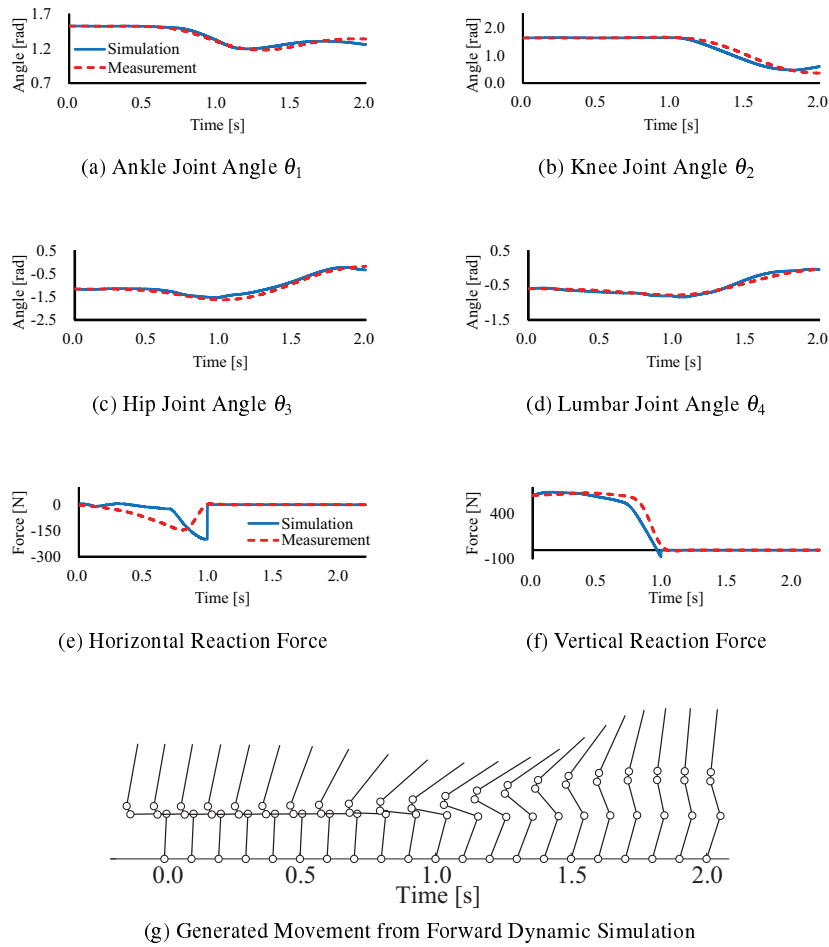 1.7
1.2
0.7
Angle [rad]
Simulation
Measurement
0.0 0.5 1.0 1.5 2.0
Time [s]
(a) Ankle Joint Angle θ1
2.0
1.0
0.0
Angle [rad]
0.0 0.5 1.0 1.5 2.0
Time [s]
(b) Knee Joint Angle θ2
0.5
-0.5
-1.5
-2.5
Angle [rad]
0.0 0.5 1.0 1.5 2.0
Time [s]
(c) Hip Joint Angle θ3
0.5
-0.5
-1.5
Angle [rad]
0.0 0.5 1.0 1.5 2.0
Time [s]
(d) Lumbar Joint Angle θ4
0
-150
-300
Force [N]
Simulation
Measurement
0.0 0.5 1.0 1.5 2.0
Time [s]
(e) Horizontal Reaction Force
400
-100
Force [N]
0.0 0.5 1.0 1.5 2.0
Time [s]
(f) Vertical Reaction Force
0.0 0.5 1.0 1.5 2.0
Time [s]
(g) Generated Movement from Forward Dynamic Simulation